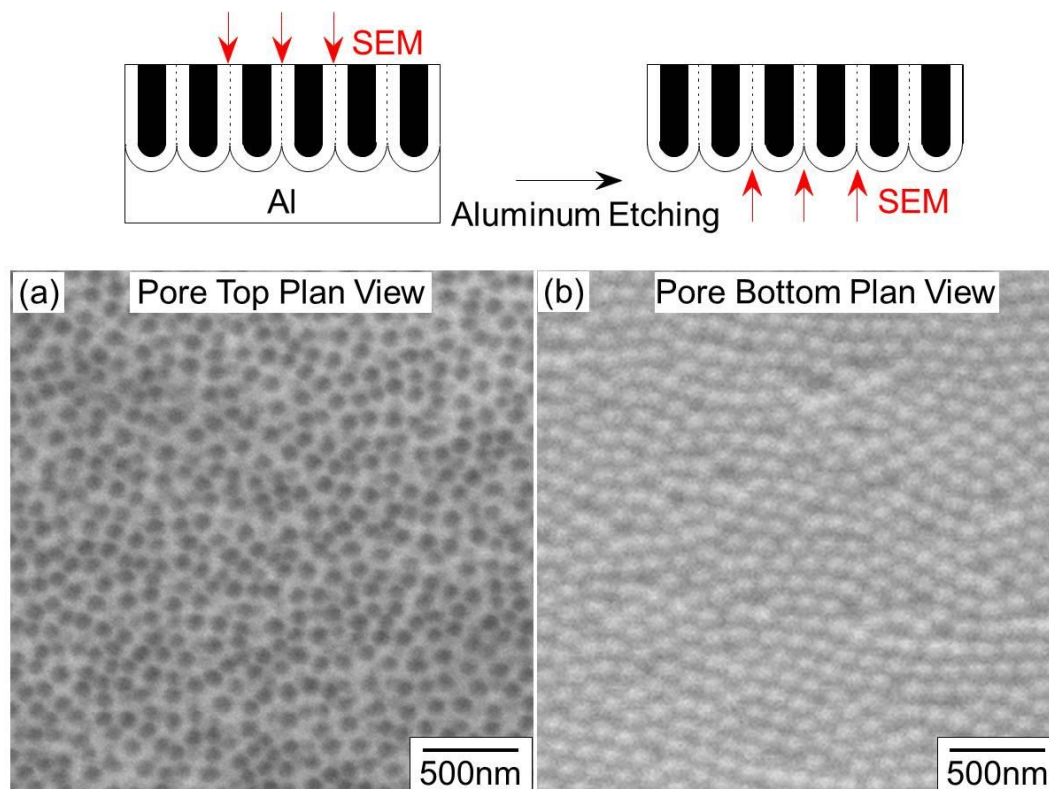 SEM
Al
Aluminum Etching
SEM
(a) Pore Top Plan View
(b) Pore Bottom Plan View
500nm
500nm